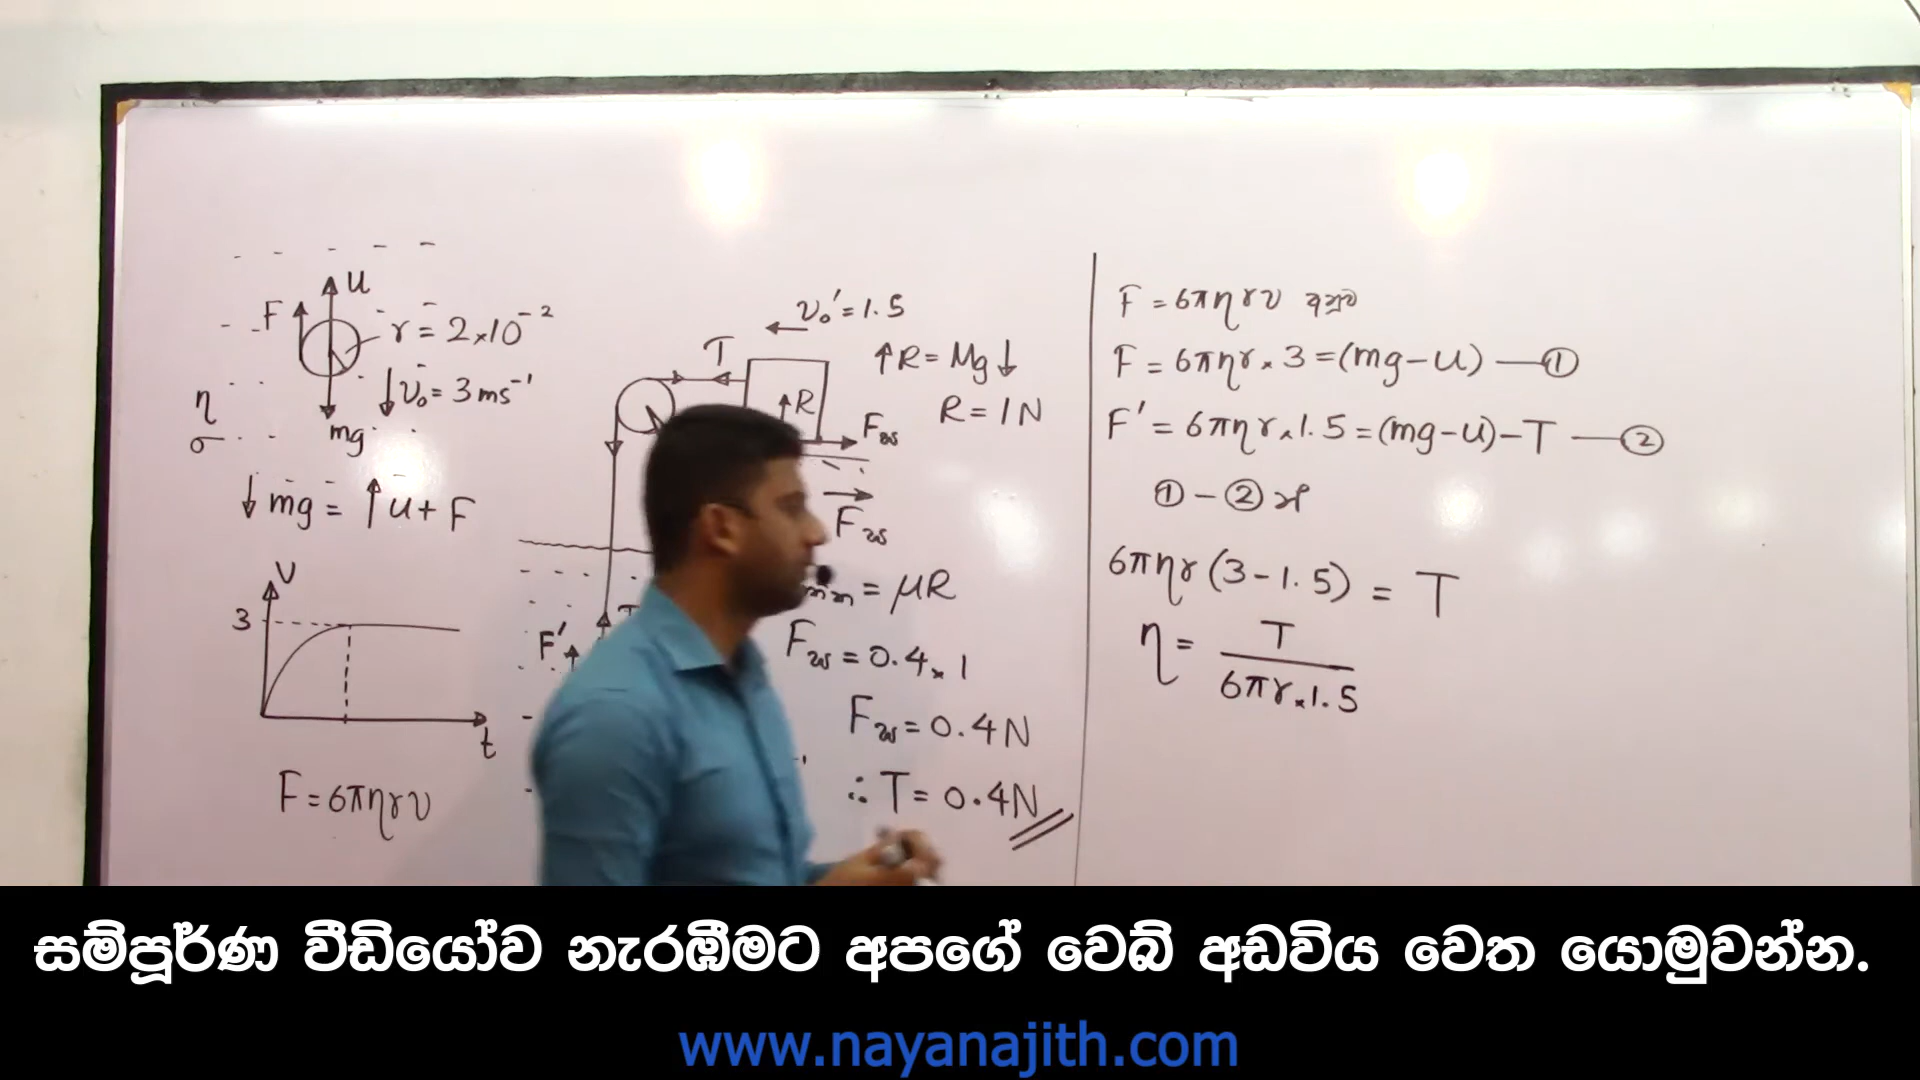 U
F
r = 2×10⁻²
η
σ
v₀ = 3 ms⁻¹
mg
↓ mg = ↑ u + F
V
3
t
F = 6πηrv
v₀′ = 1.5
T
R
↑R = Mg↓
R = 1N
F
F′
= μR
= 0.4 × 1
= 0.4N
∴ T = 0.4N
F = 6πηrv අනුව
F = 6πηr × 3 = (mg – u) —①
F′ = 6πηr × 1.5 = (mg – u) – T —②
① – ②
6πηr (3 – 1.5) = T
η = T / 6πr × 1.5
සම්පූර්ණ වීඩියෝව නැරඹීමට අපගේ වෙබ් අඩවිය වෙත යොමුවන්න.
www.nayanajith.com